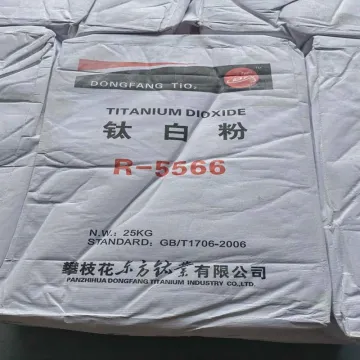 DONGFANG TiO₂
TITANIUM DIOXIDE
钛白粉
R-5566
N.W.: 25KG
STANDARD: GB/T1706-2006
攀枝花东方钛业有限公司
PANZHIHUA DONGFANG TITANIUM INDUSTRY CO.,LTD.